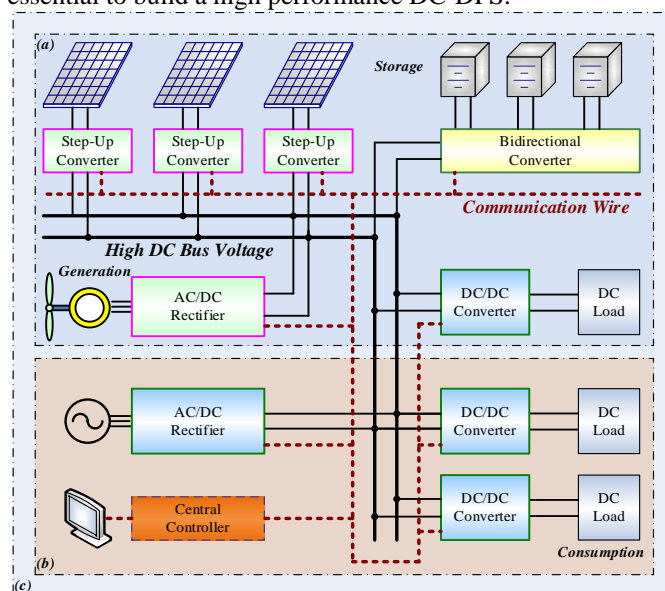 essential to build a high performance DC-DPS.
(a)
Storage
Step-Up
Converter
Step-Up
Converter
Step-Up
Converter
Bidirectional
Converter
Communication Wire
High DC Bus Voltage
Generation
AC/DC
Rectifier
DC/DC
Converter
DC
Load
AC/DC
Rectifier
DC/DC
Converter
DC
Load
Central
Controller
DC/DC
Converter
DC
Load
Consumption
(b)
(c)